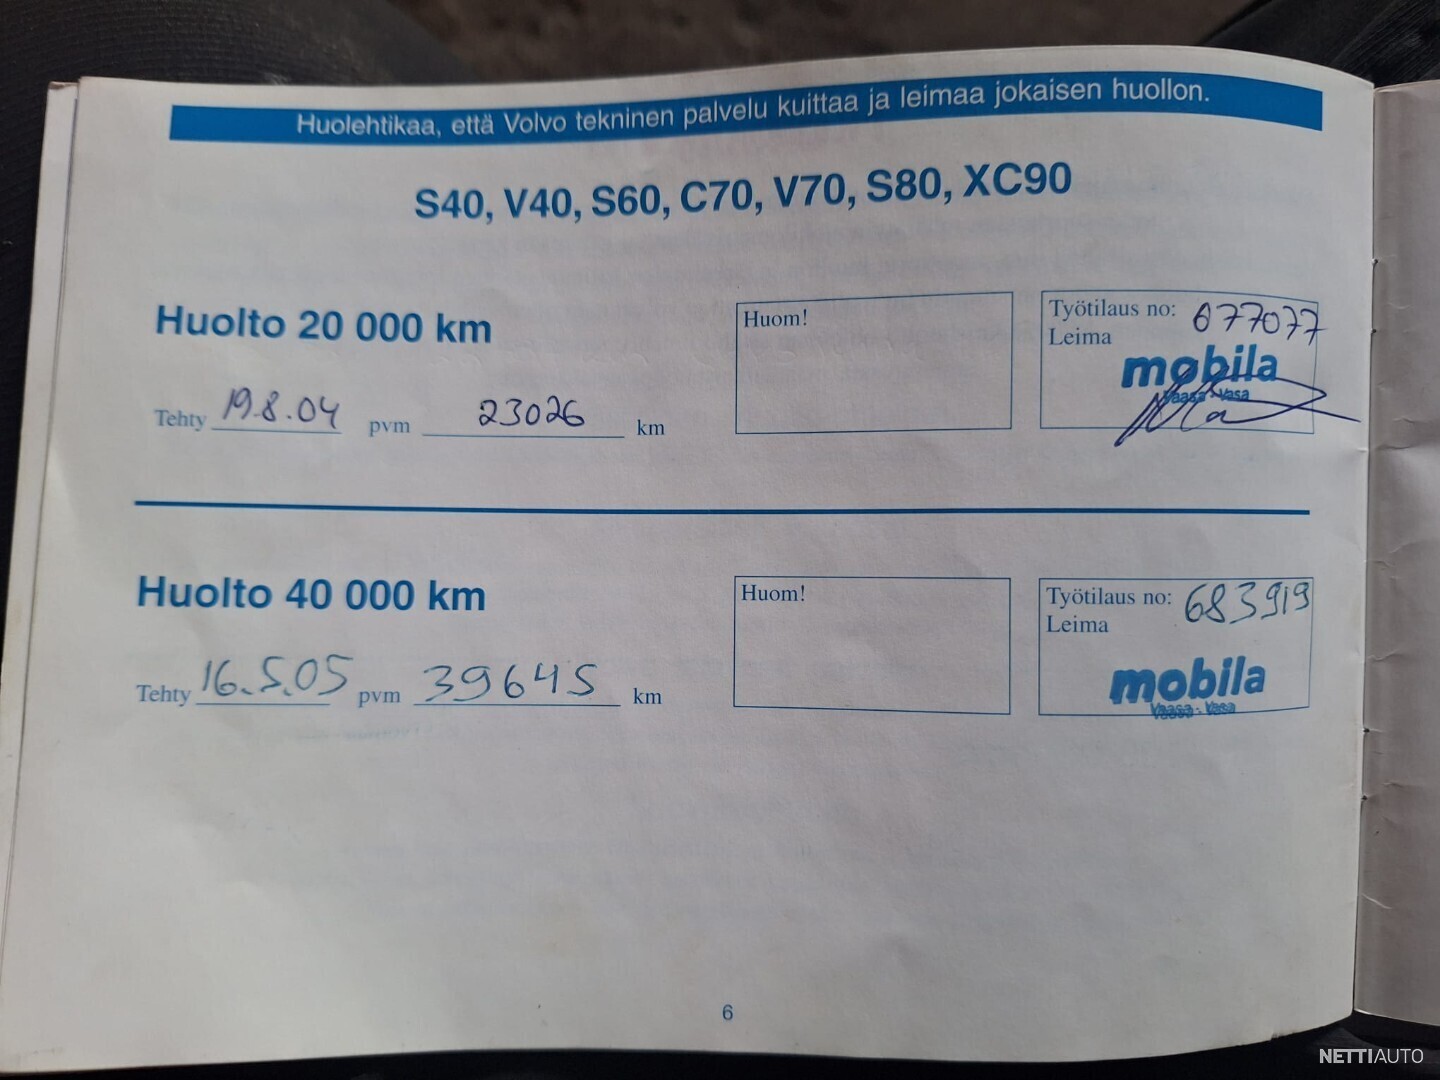 Huolehtikaa, että Volvo tekninen palvelu kuittaa ja leimaa jokaisen huollon.
S40, V40, S60, C70, V70, S80, XC90
Huolto 20 000 km
Tehty 19.8.04 pvm 23026 km
Huom!
Työtilaus no: 677077
Leima
mobila
Vaasa - Vasa
Huolto 40 000 km
Tehty 16.5.05 pvm 39645 km
Huom!
Työtilaus no: 683919
Leima
mobila
Vaasa - Vasa
6
NETTIAUTO